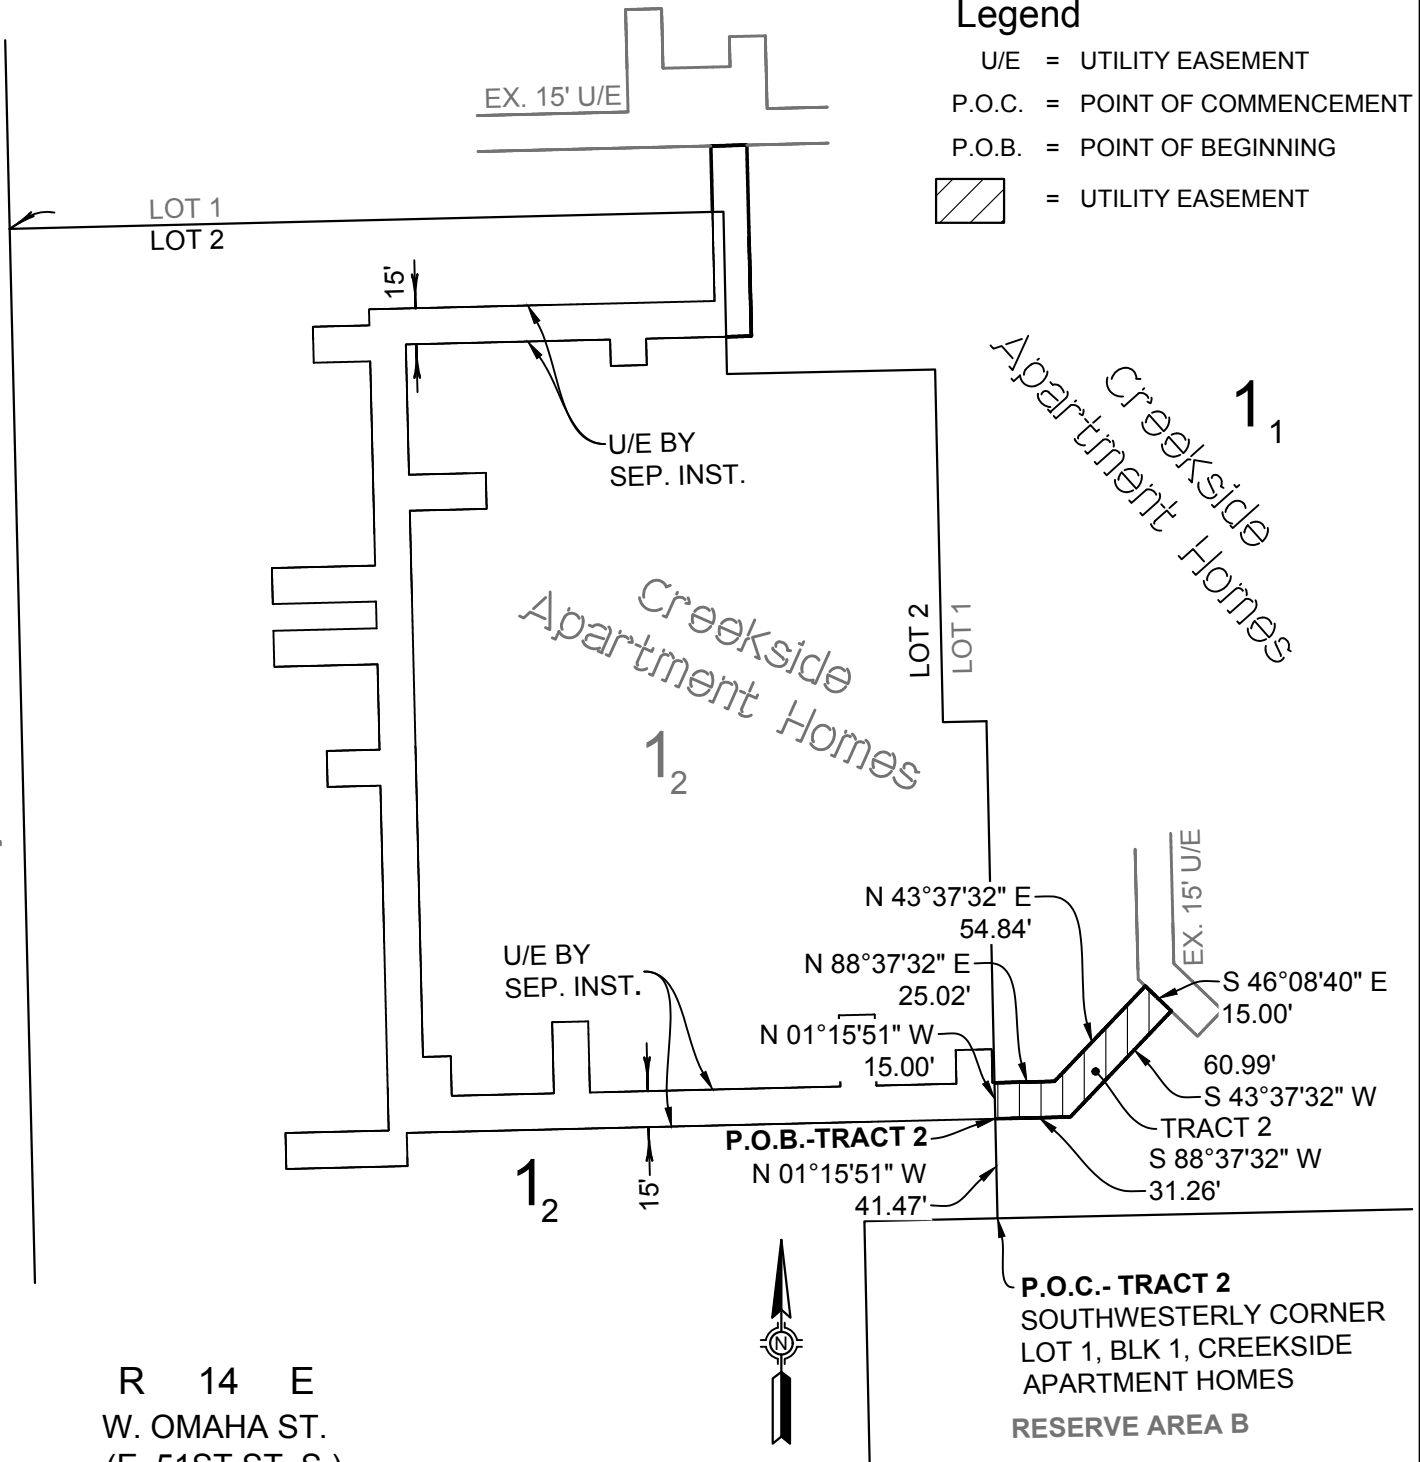 Legend
U/E = UTILITY EASEMENT
P.O.C. = POINT OF COMMENCEMENT
P.O.B. = POINT OF BEGINNING
= UTILITY EASEMENT
EX. 15' U/E
LOT 1
LOT 2
15'
U/E BY
SEP. INST.
Creekside
Apartment Homes
1 1
Creekside
Apartment Homes
1 2
LOT 2
LOT 1
EX. 15' U/E
N 43°37'32" E
54.84'
N 88°37'32" E
25.02'
N 01°15'51" W
15.00'
U/E BY
SEP. INST.
S 46°08'40" E
15.00'
60.99'
S 43°37'32" W
TRACT 2
S 88°37'32" W
31.26'
P.O.B.-TRACT 2
N 01°15'51" W
41.47'
15'
1 2
N
P.O.C.- TRACT 2
SOUTHWESTERLY CORNER
LOT 1, BLK 1, CREEKSIDE
APARTMENT HOMES
RESERVE AREA B
R 14 E
W. OMAHA ST.
(E. 51ST ST. S.)